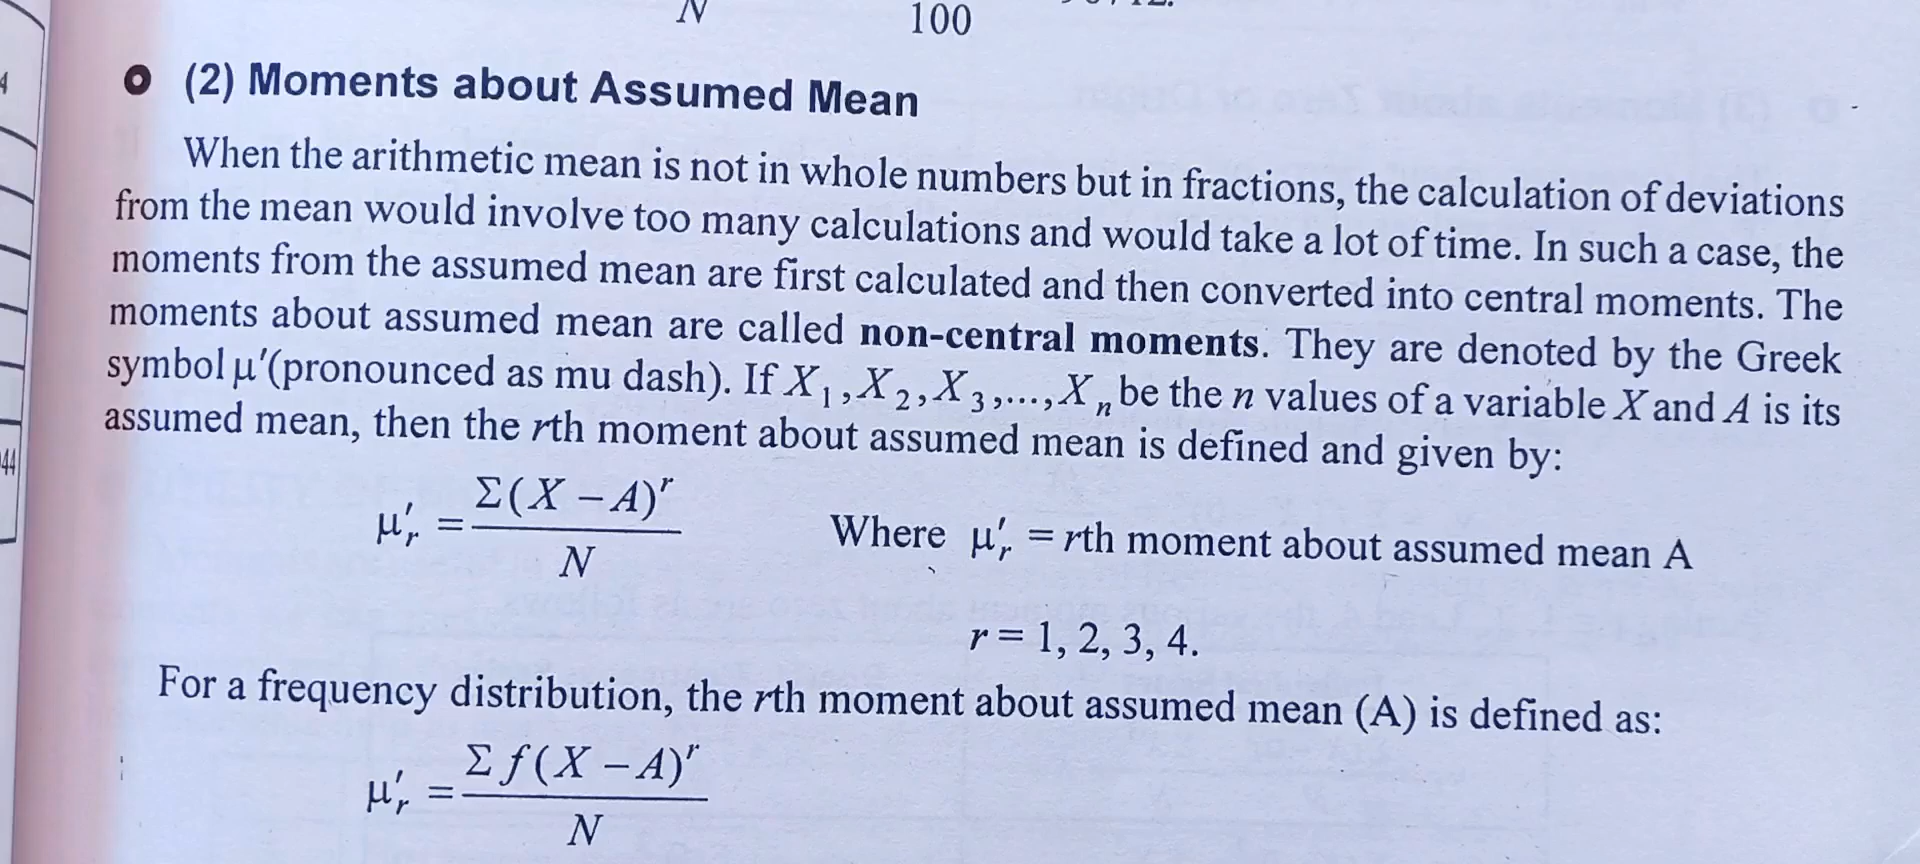 N 100
(2) Moments about Assumed Mean
When the arithmetic mean is not in whole numbers but in fractions, the calculation of deviations
from the mean would involve too many calculations and would take a lot of time. In such a case, the
moments from the assumed mean are first calculated and then converted into central moments. The
moments about assumed mean are called non-central moments. They are denoted by the Greek
symbol μ′(pronounced as mu dash). If X₁, X₂, X₃,..., Xₙ be the n values of a variable X and A is its
assumed mean, then the rth moment about assumed mean is defined and given by:
μ′ᵣ = Σ(X – A)ʳ / N Where μ′ᵣ = rth moment about assumed mean A
r = 1, 2, 3, 4.
For a frequency distribution, the rth moment about assumed mean (A) is defined as:
μ′ᵣ = Σ f(X – A)ʳ / N
44